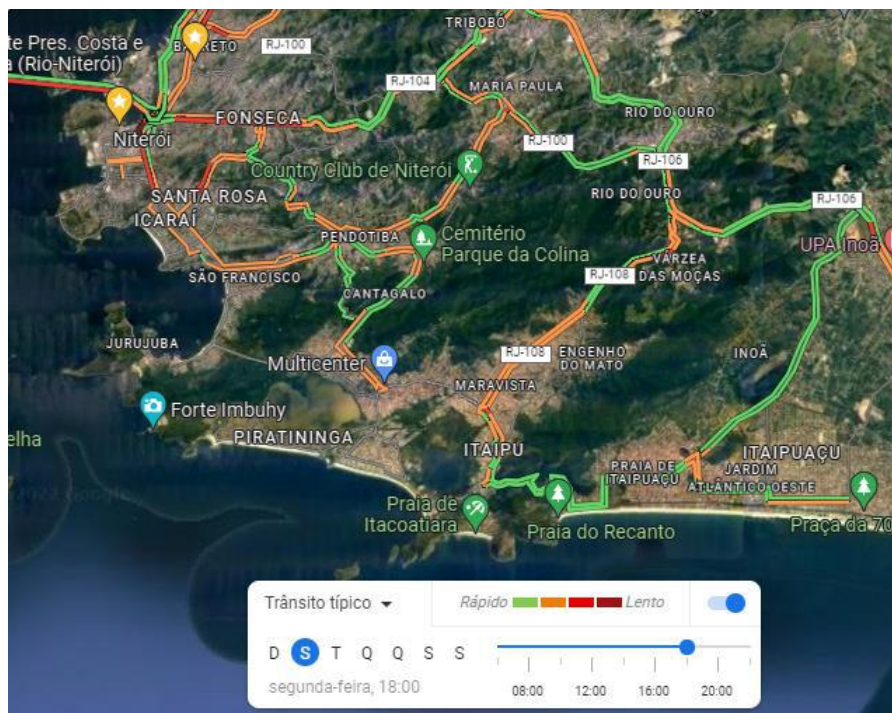 TRIBOBO
te Pres. Costa e
a (Rio-Niterói)
BARRETO
RJ-100
RJ-104
MARIA PAULA
FONSECA
RIO DO OURO
Niterói
RJ-100
Country Club de Niterói
RJ-106
SANTA ROSA
RIO DO OURO
RJ-106
ICARAÍ
PENDOTIBA
Cemitério
Parque da Colina
UPA Inoã
VÁRZEA
DAS MOÇAS
SÃO FRANCISCO
RJ-108
CANTAGALO
JURUJUBA
Multicenter
RJ-108
ENGENHO
DO MATO
INOÃ
MARAVISTA
Forte Imbuhy
elha
PIRATININGA
ITAIPU
ITAIPUAÇU
PRAIA DE
ITAIPUAÇU
JARDIM
ATLÂNTICO OESTE
Praia de
Itacoatiara
Praia do Recanto
Praça da 70
Trânsito típico
Rápido
Lento
D S T Q Q S S
segunda-feira, 18:00
08:00 12:00 16:00 20:00